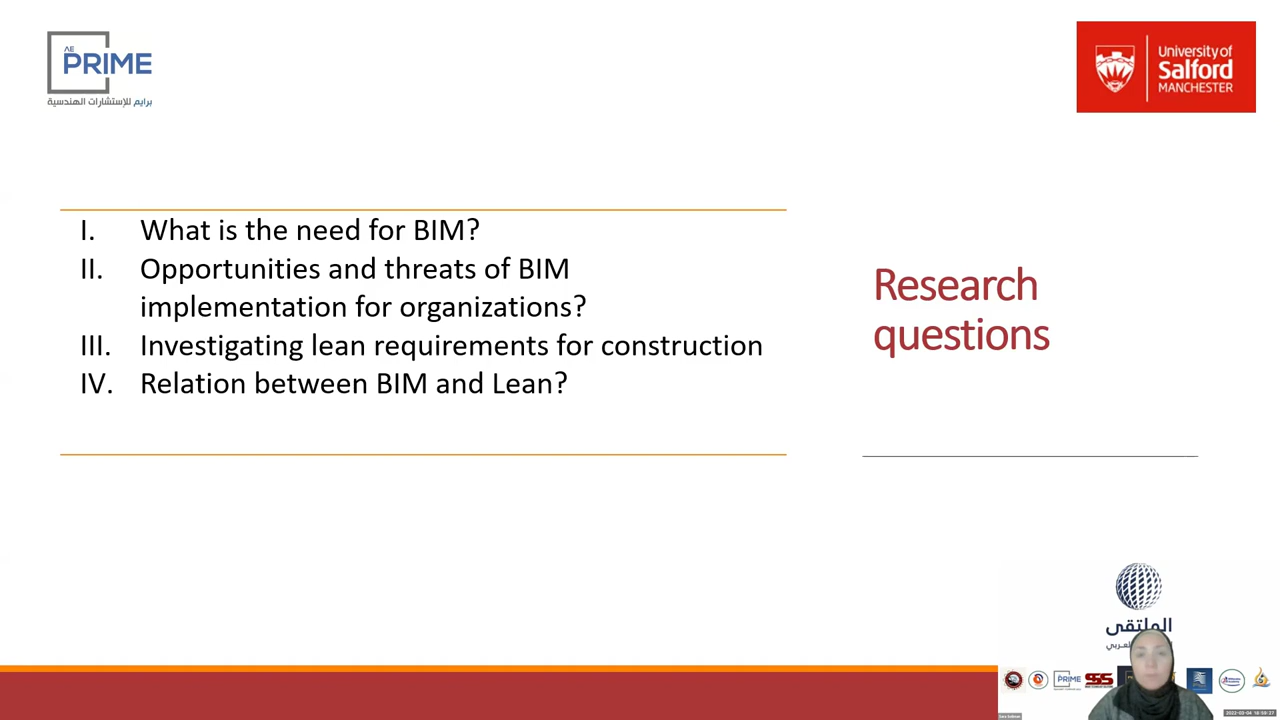 AE
PRIME
برايم للإستشارات الهندسية
University of
Salford
MANCHESTER
I. What is the need for BIM?
II. Opportunities and threats of BIM
implementation for organizations?
III. Investigating lean requirements for construction
IV. Relation between BIM and Lean?
Research
questions
الملتقى
PRIME